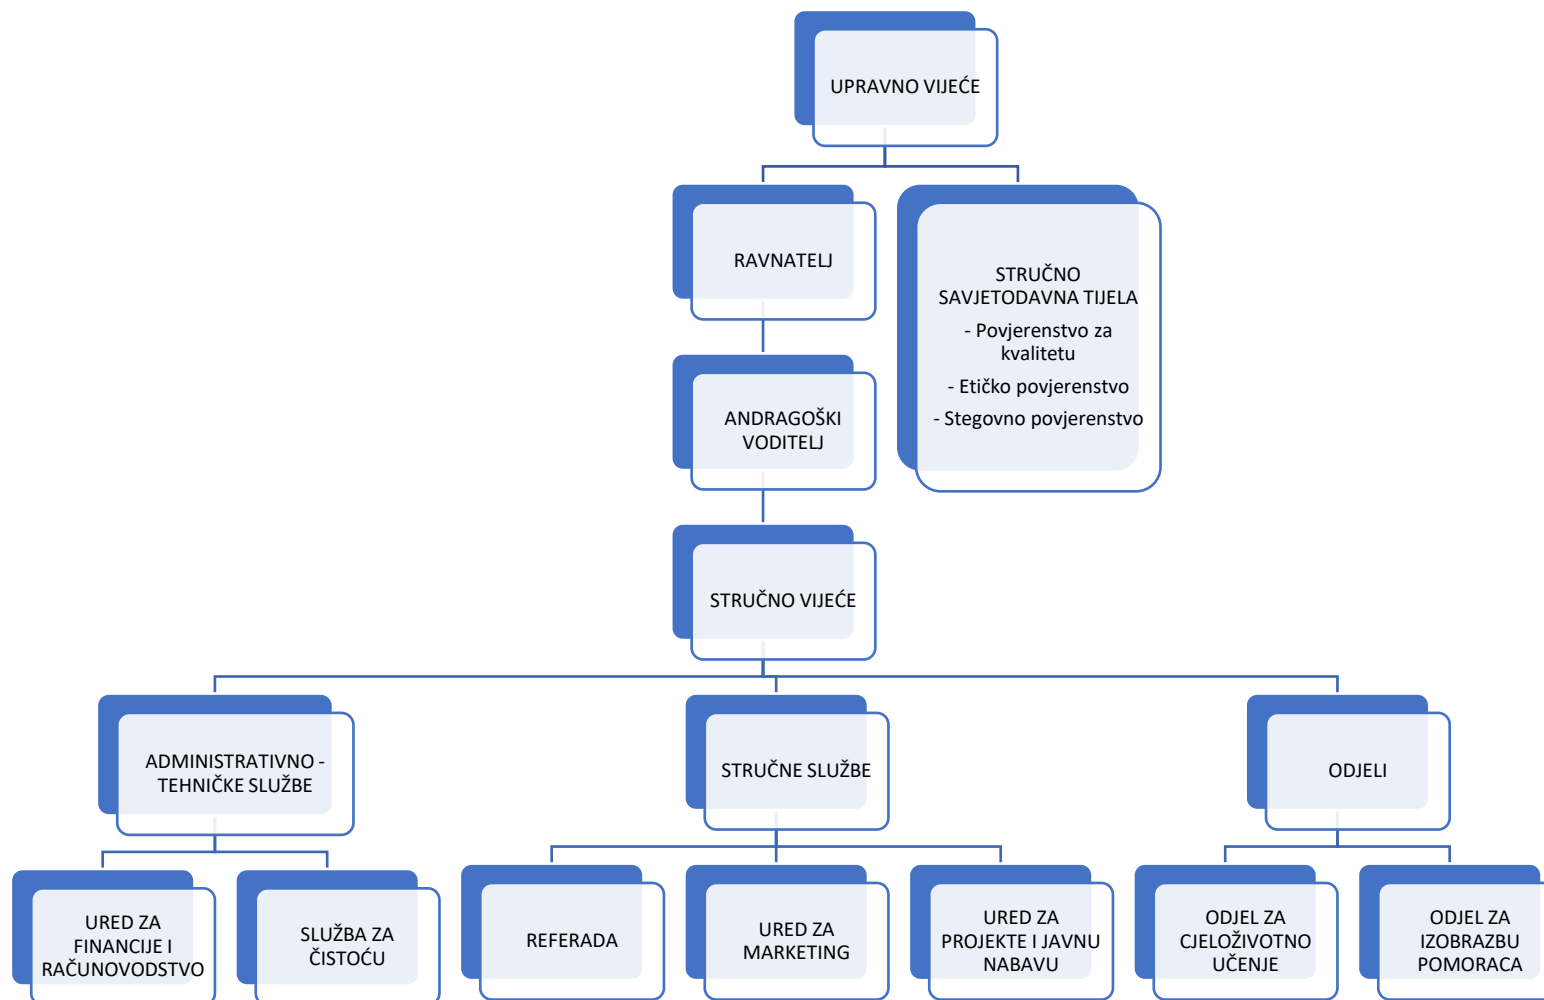 UPRAVNO VIJEĆE
RAVNATELJ
STRUČNO
SAVJETODAVNA TIJELA
- Povjerenstvo za
kvalitetu
- Etičko povjerenstvo
- Stegovno povjerenstvo
ANDRAGOŠKI
VODITELJ
STRUČNO VIJEĆE
ADMINISTRATIVNO -
TEHNIČKE SLUŽBE
STRUČNE SLUŽBE
ODJELI
URED ZA
FINANCIJE I
RAČUNOVODSTVO
SLUŽBA ZA
ČISTOĆU
REFERADA
URED ZA
MARKETING
URED ZA
PROJEKTE I JAVNU
NABAVU
ODJEL ZA
CJELOŽIVOTNO
UČENJE
ODJEL ZA
IZOBRAZBU
POMORACA